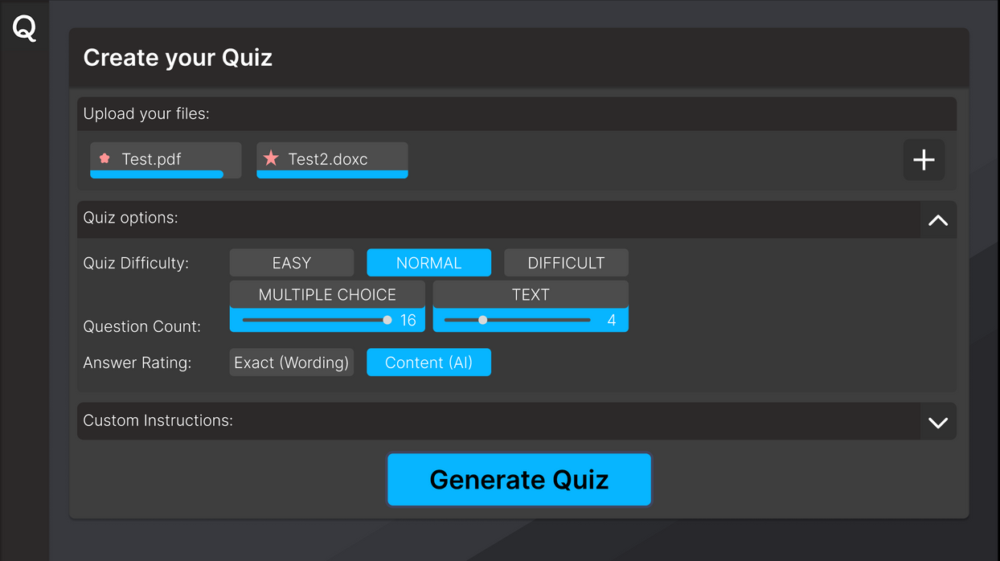 Q
Create your Quiz
Upload your files:
Test.pdf Test2.doxc
Quiz options:
Quiz Difficulty: EASY NORMAL DIFFICULT
MULTIPLE CHOICE TEXT
16 4
Question Count:
Answer Rating: Exact (Wording) Content (AI)
Custom Instructions:
Generate Quiz